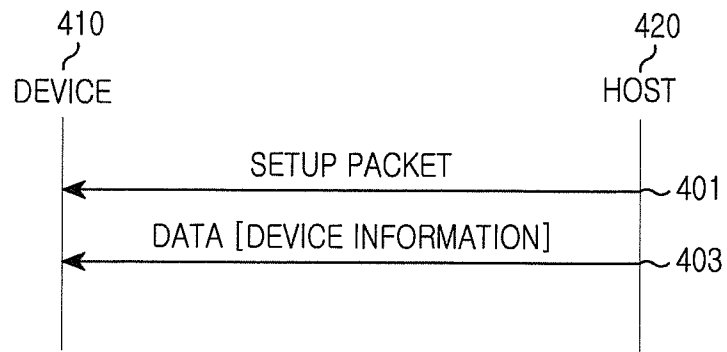 410
420
DEVICE
HOST
SETUP PACKET
401
DATA [DEVICE INFORMATION]
403